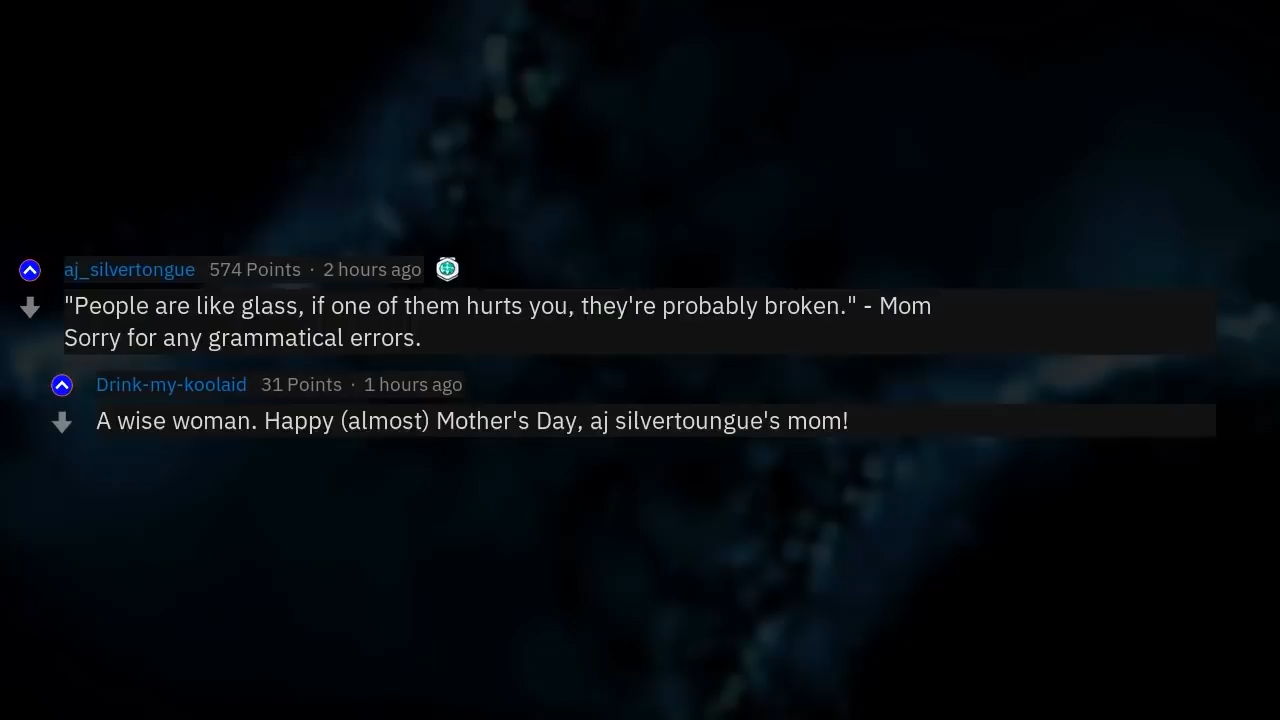 aj_silvertongue 574 Points · 2 hours ago
"People are like glass, if one of them hurts you, they're probably broken." - Mom
Sorry for any grammatical errors.
Drink-my-koolaid 31 Points · 1 hours ago
A wise woman. Happy (almost) Mother's Day, aj silvertoungue's mom!